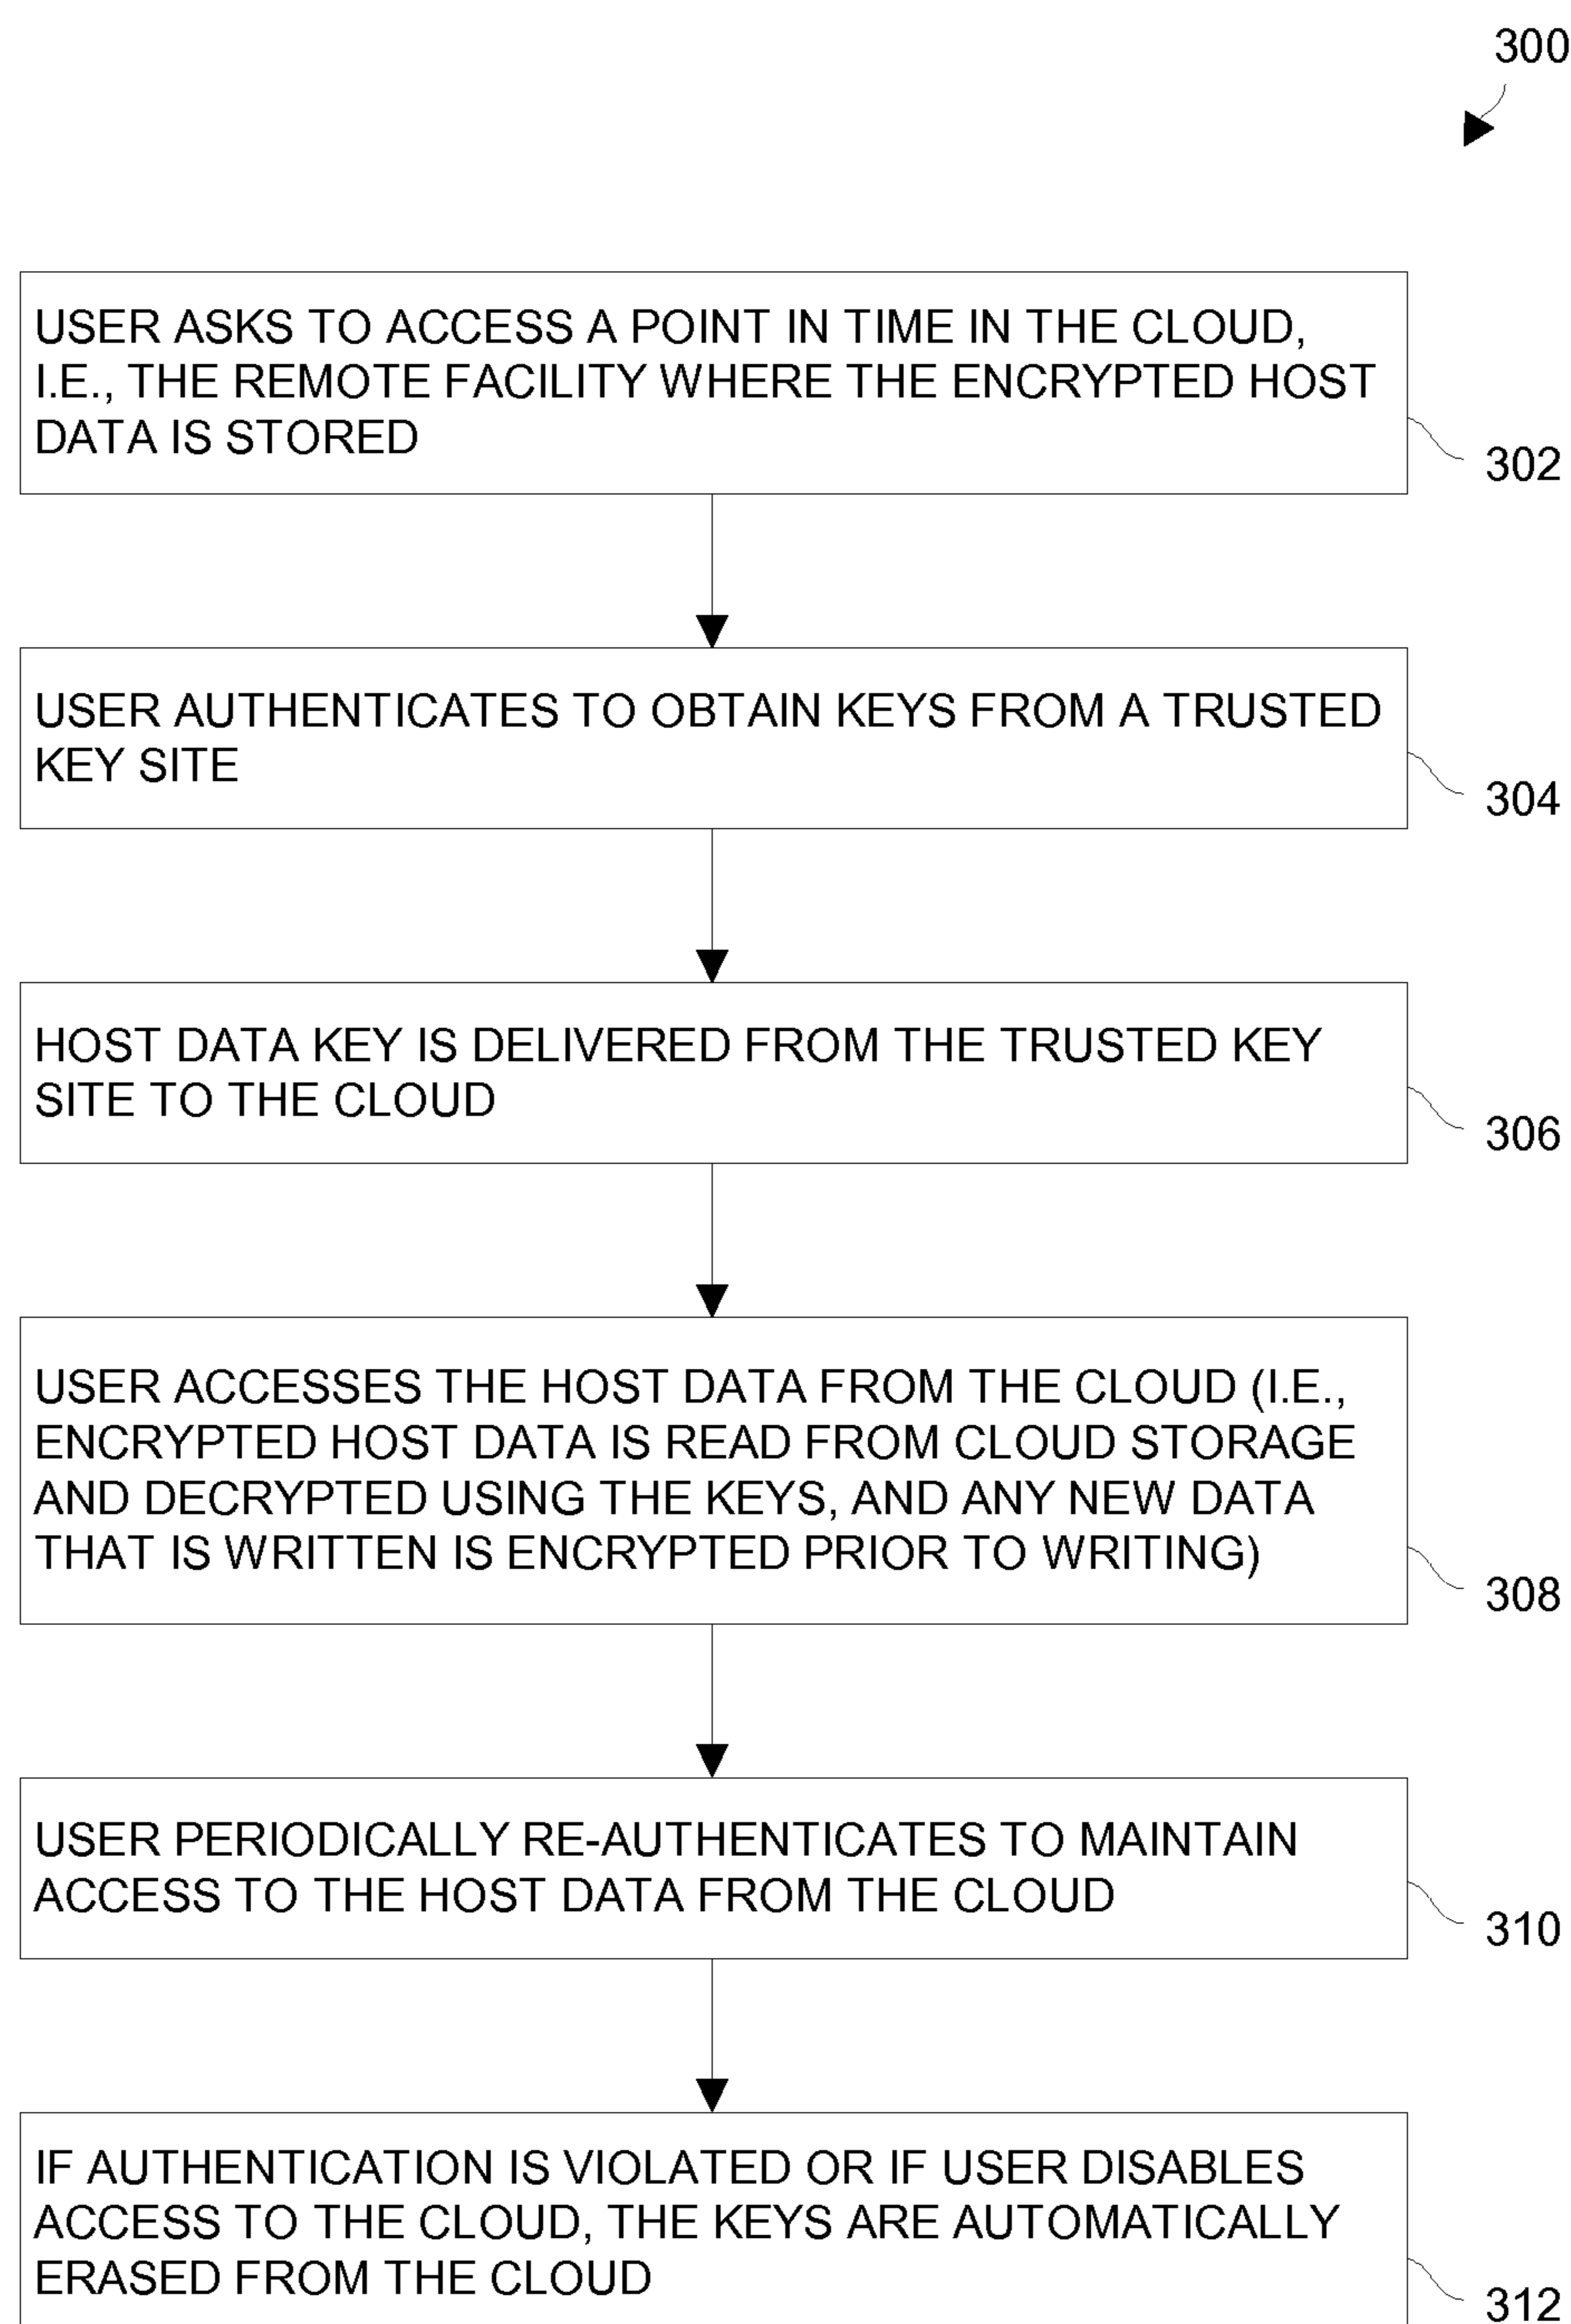 300
USER ASKS TO ACCESS A POINT IN TIME IN THE CLOUD,
I.E., THE REMOTE FACILITY WHERE THE ENCRYPTED HOST
DATA IS STORED
302
USER AUTHENTICATES TO OBTAIN KEYS FROM A TRUSTED
KEY SITE
304
HOST DATA KEY IS DELIVERED FROM THE TRUSTED KEY
SITE TO THE CLOUD
306
USER ACCESSES THE HOST DATA FROM THE CLOUD (I.E.,
ENCRYPTED HOST DATA IS READ FROM CLOUD STORAGE
AND DECRYPTED USING THE KEYS, AND ANY NEW DATA
THAT IS WRITTEN IS ENCRYPTED PRIOR TO WRITING)
308
USER PERIODICALLY RE-AUTHENTICATES TO MAINTAIN
ACCESS TO THE HOST DATA FROM THE CLOUD
310
IF AUTHENTICATION IS VIOLATED OR IF USER DISABLES
ACCESS TO THE CLOUD, THE KEYS ARE AUTOMATICALLY
ERASED FROM THE CLOUD
312